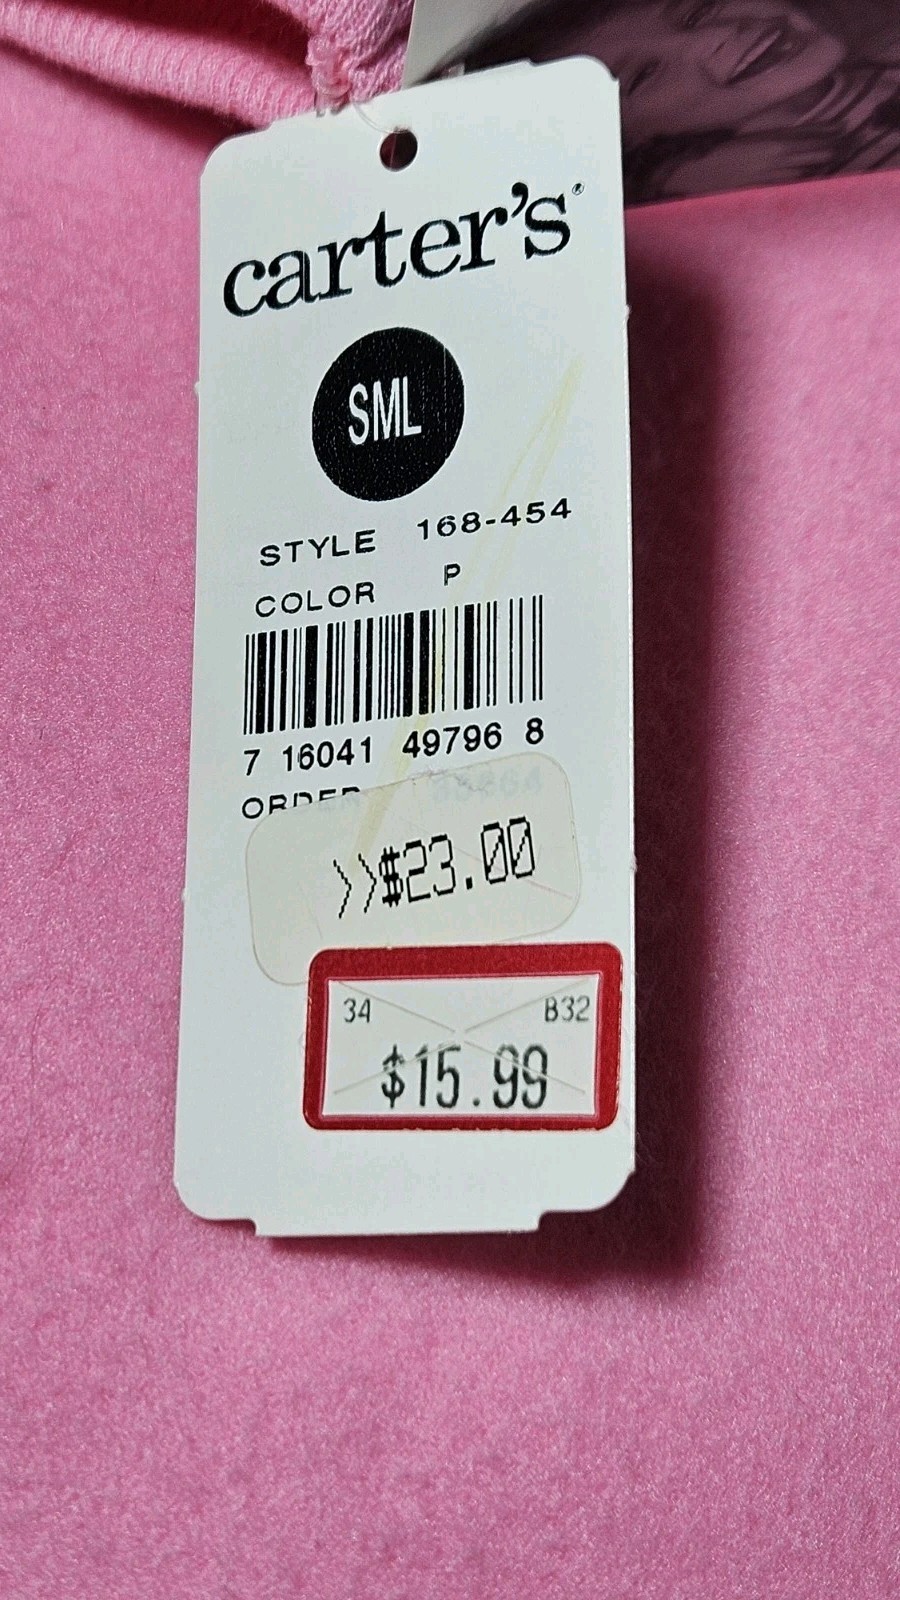 carter's®
SML
STYLE 168-454
COLOR P
7 16041 49796 8
ORDER
>>$23.00
34 B32
$15.99